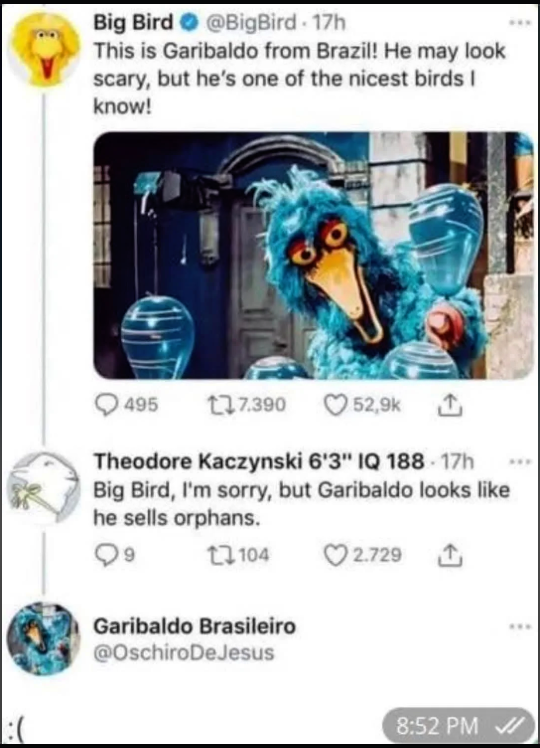 Big Bird @BigBird · 17h
This is Garibaldo from Brazil! He may look
scary, but he's one of the nicest birds I
know!
495 7.390 52,9k
Theodore Kaczynski 6'3" IQ 188 · 17h
Big Bird, I'm sorry, but Garibaldo looks like
he sells orphans.
9 104 2.729
Garibaldo Brasileiro
@OschiroDeJesus
:(
8:52 PM